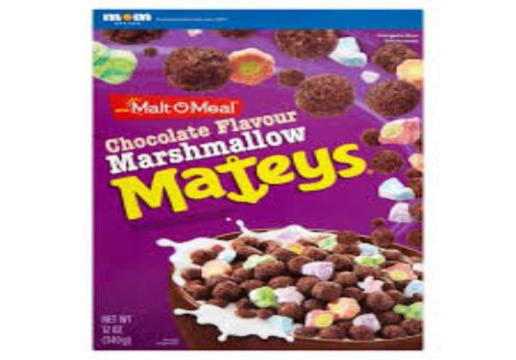 mom
Malt O Meal
Chocolate Flavour
Marshmallow
Mateys
NET WT
12 OZ
(340g)